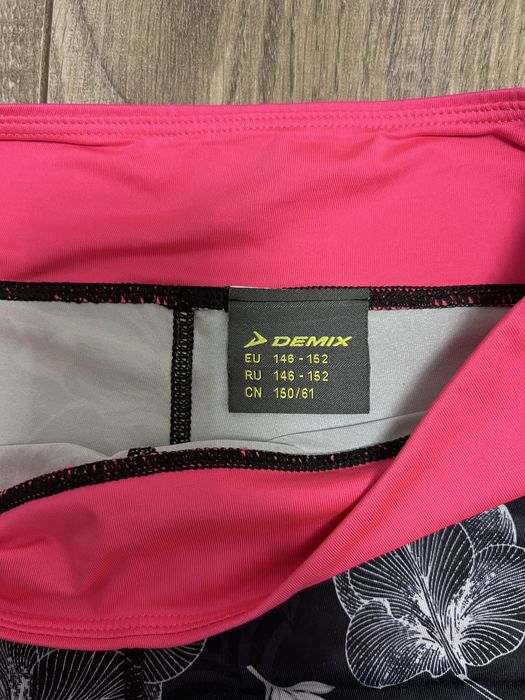 DEMIX
EU 146 - 152
RU 146 - 152
CN 150/61